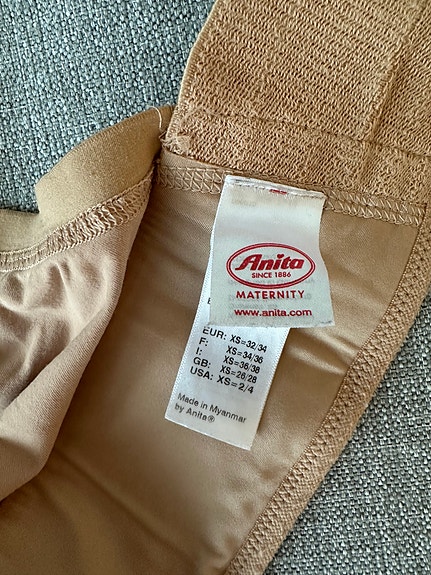 Anita
SINCE 1886
MATERNITY
www.anita.com
EUR: XS=32/34
F: XS=34/36
I: XS=36/38
GB: XS=26/28
USA: XS=2/4
Made in Myanmar
by Anita®